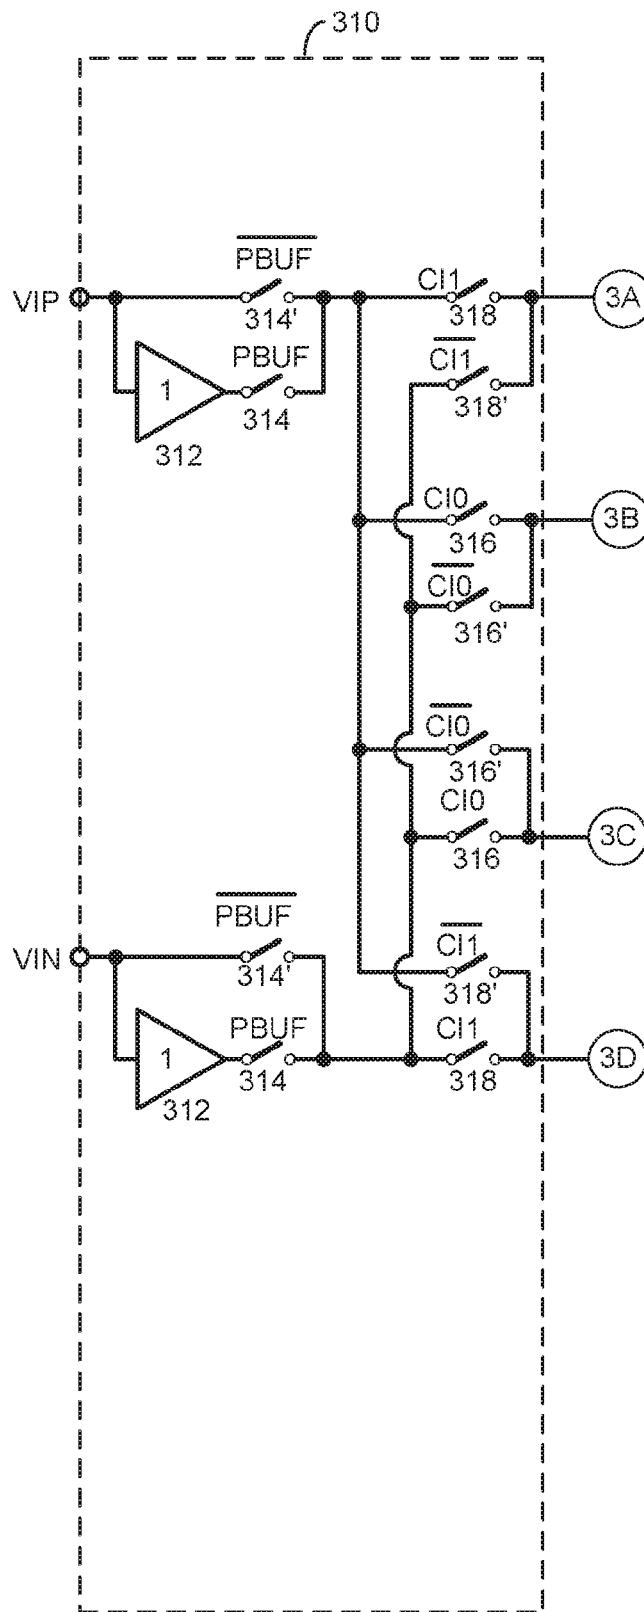 310
PBUF
VIP
314'
CI1
318
3A
PBUF
1
314
312
CI1
318'
CI0
316
3B
CI0
316'
CI0
316'
CI0
316
3C
PBUF
VIN
314'
CI1
318'
PBUF
1
314
312
CI1
318
3D